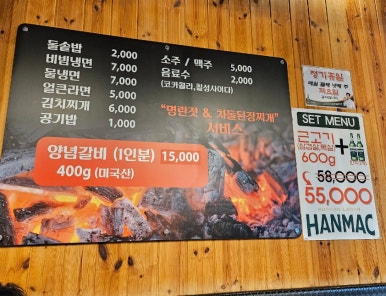 돌솥밥 2,000
비빔냉면 7,000
물냉면 7,000
얼큰라면 5,000
김치찌개 6,000
공기밥 1,000
소주 / 맥주 5,000
음료수 2,000
(코카콜라,칠성사이다)
"명란젓 & 차돌된장찌개"
서비스
양념갈비 (1인분) 15,000
400g (미국산)
정기휴일
SET MENU
근고기
600g
+
58,000
55,000
HANMAC